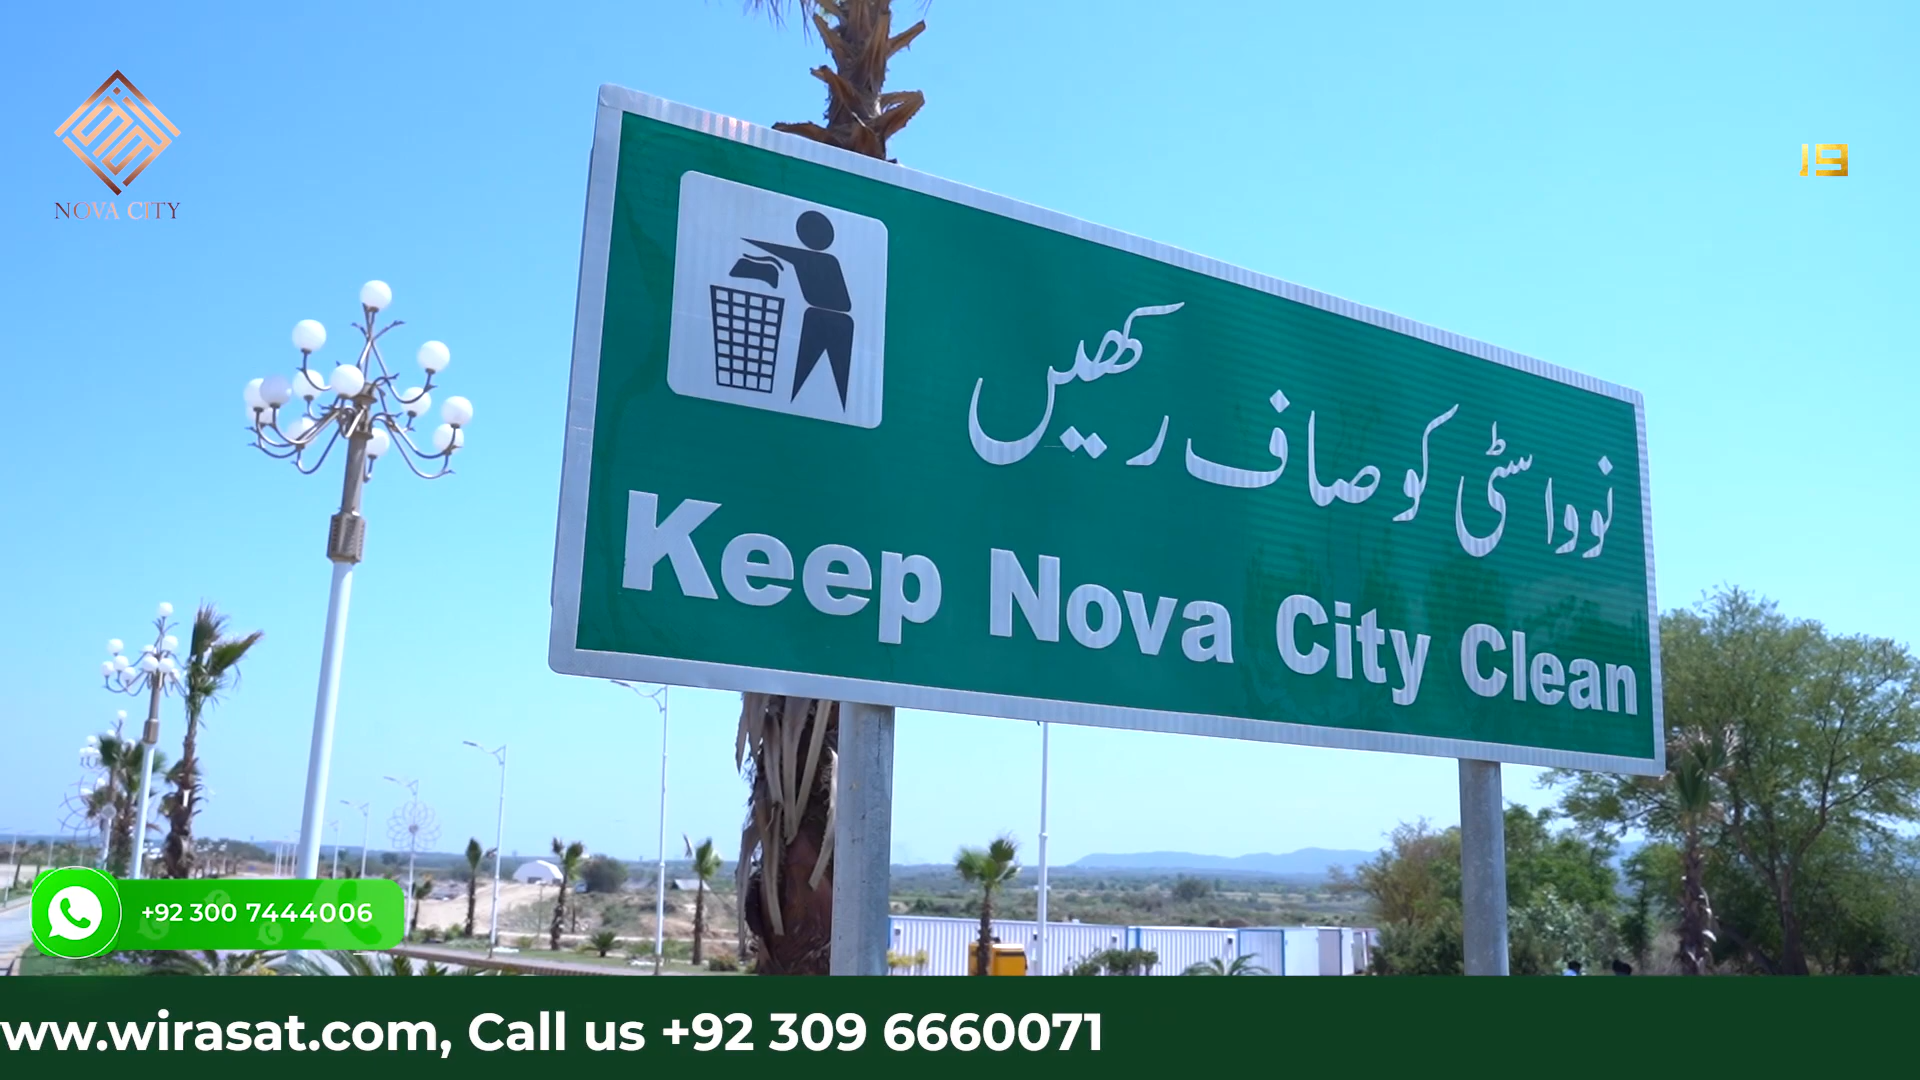 NOVA CITY
19
نووا سٹی کو صاف رکھیں
Keep Nova City Clean
+92 300 7444006
ww.wirasat.com, Call us +92 309 6660071